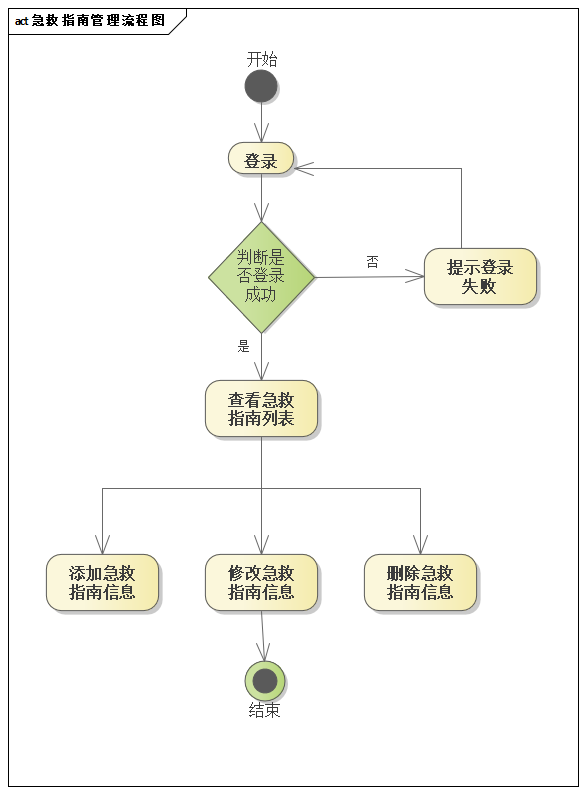 act 急救指南管理流程图
开始
登录
判断是
否登录
成功
否
提示登录
失败
是
查看急救
指南列表
添加急救
指南信息
修改急救
指南信息
删除急救
指南信息
结束